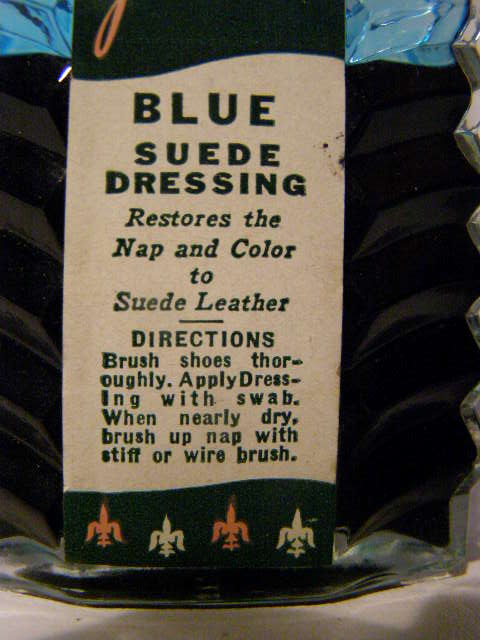 BLUE
SUEDE
DRESSING
Restores the
Nap and Color
to
Suede Leather
DIRECTIONS
Brush shoes thor-
oughly. Apply Dress-
ing with swab.
When nearly dry,
brush up nap with
stiff or wire brush.